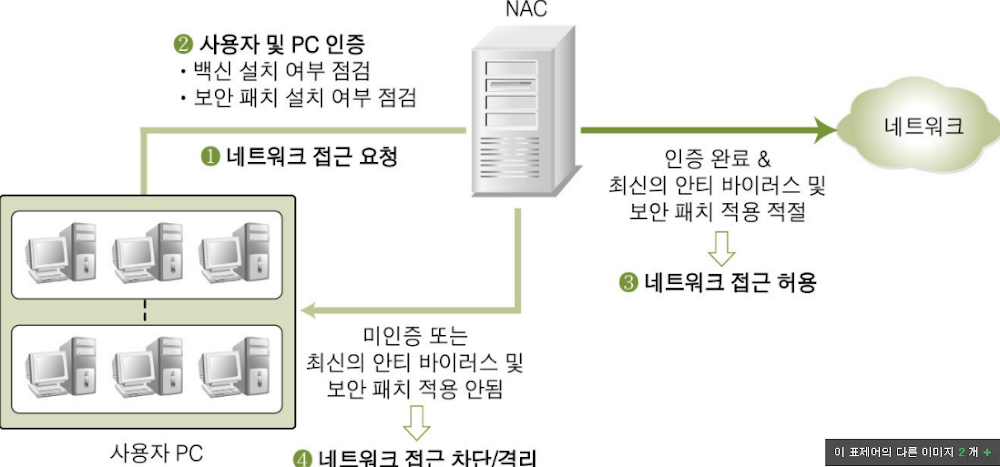 NAC
❷ 사용자 및 PC 인증
· 백신 설치 여부 점검
· 보안 패치 설치 여부 점검
❶ 네트워크 접근 요청
네트워크
인증 완료 &
최신의 안티 바이러스 및
보안 패치 적용 적절
❸ 네트워크 접근 허용
미인증 또는
최신의 안티 바이러스 및
보안 패치 적용 안됨
❹ 네트워크 접근 차단/격리
사용자 PC
이 표제어의 다른 이미지 2 개 +